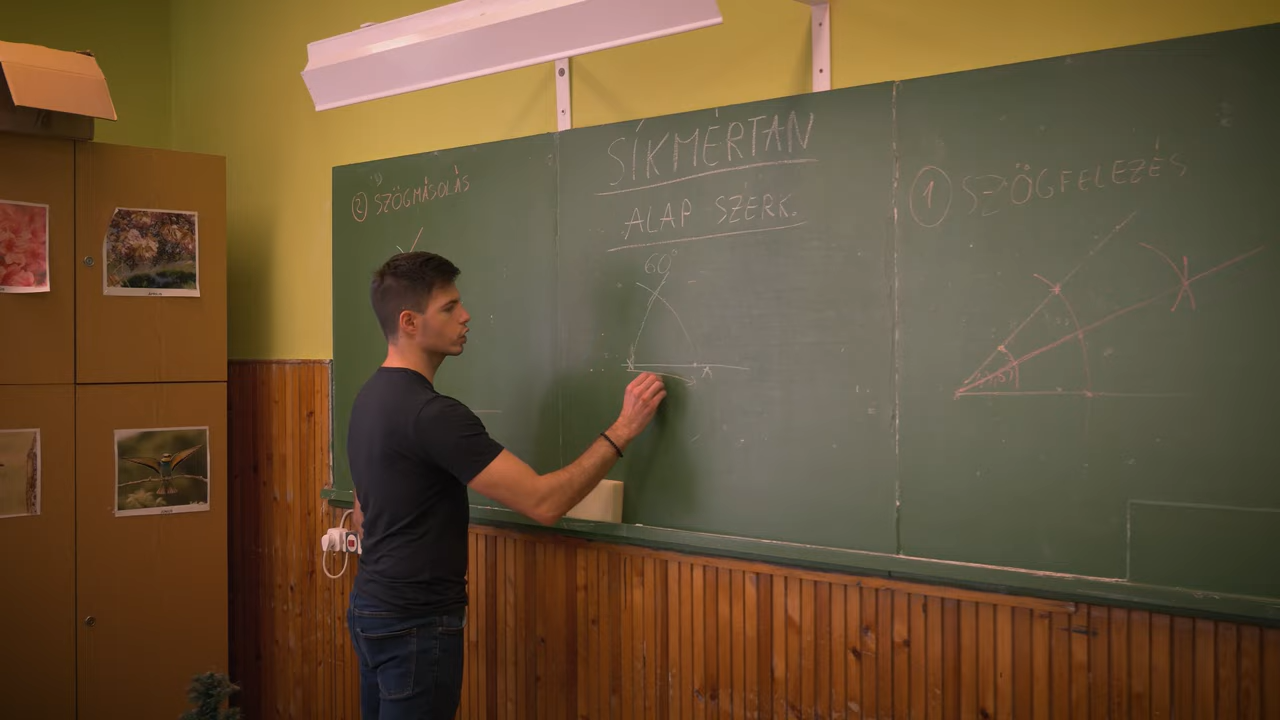 SÍKMÉRTAN
ALAP SZERK.
60°
② SZÖGMÁSOLÁS
① SZÖGFELEZÉS